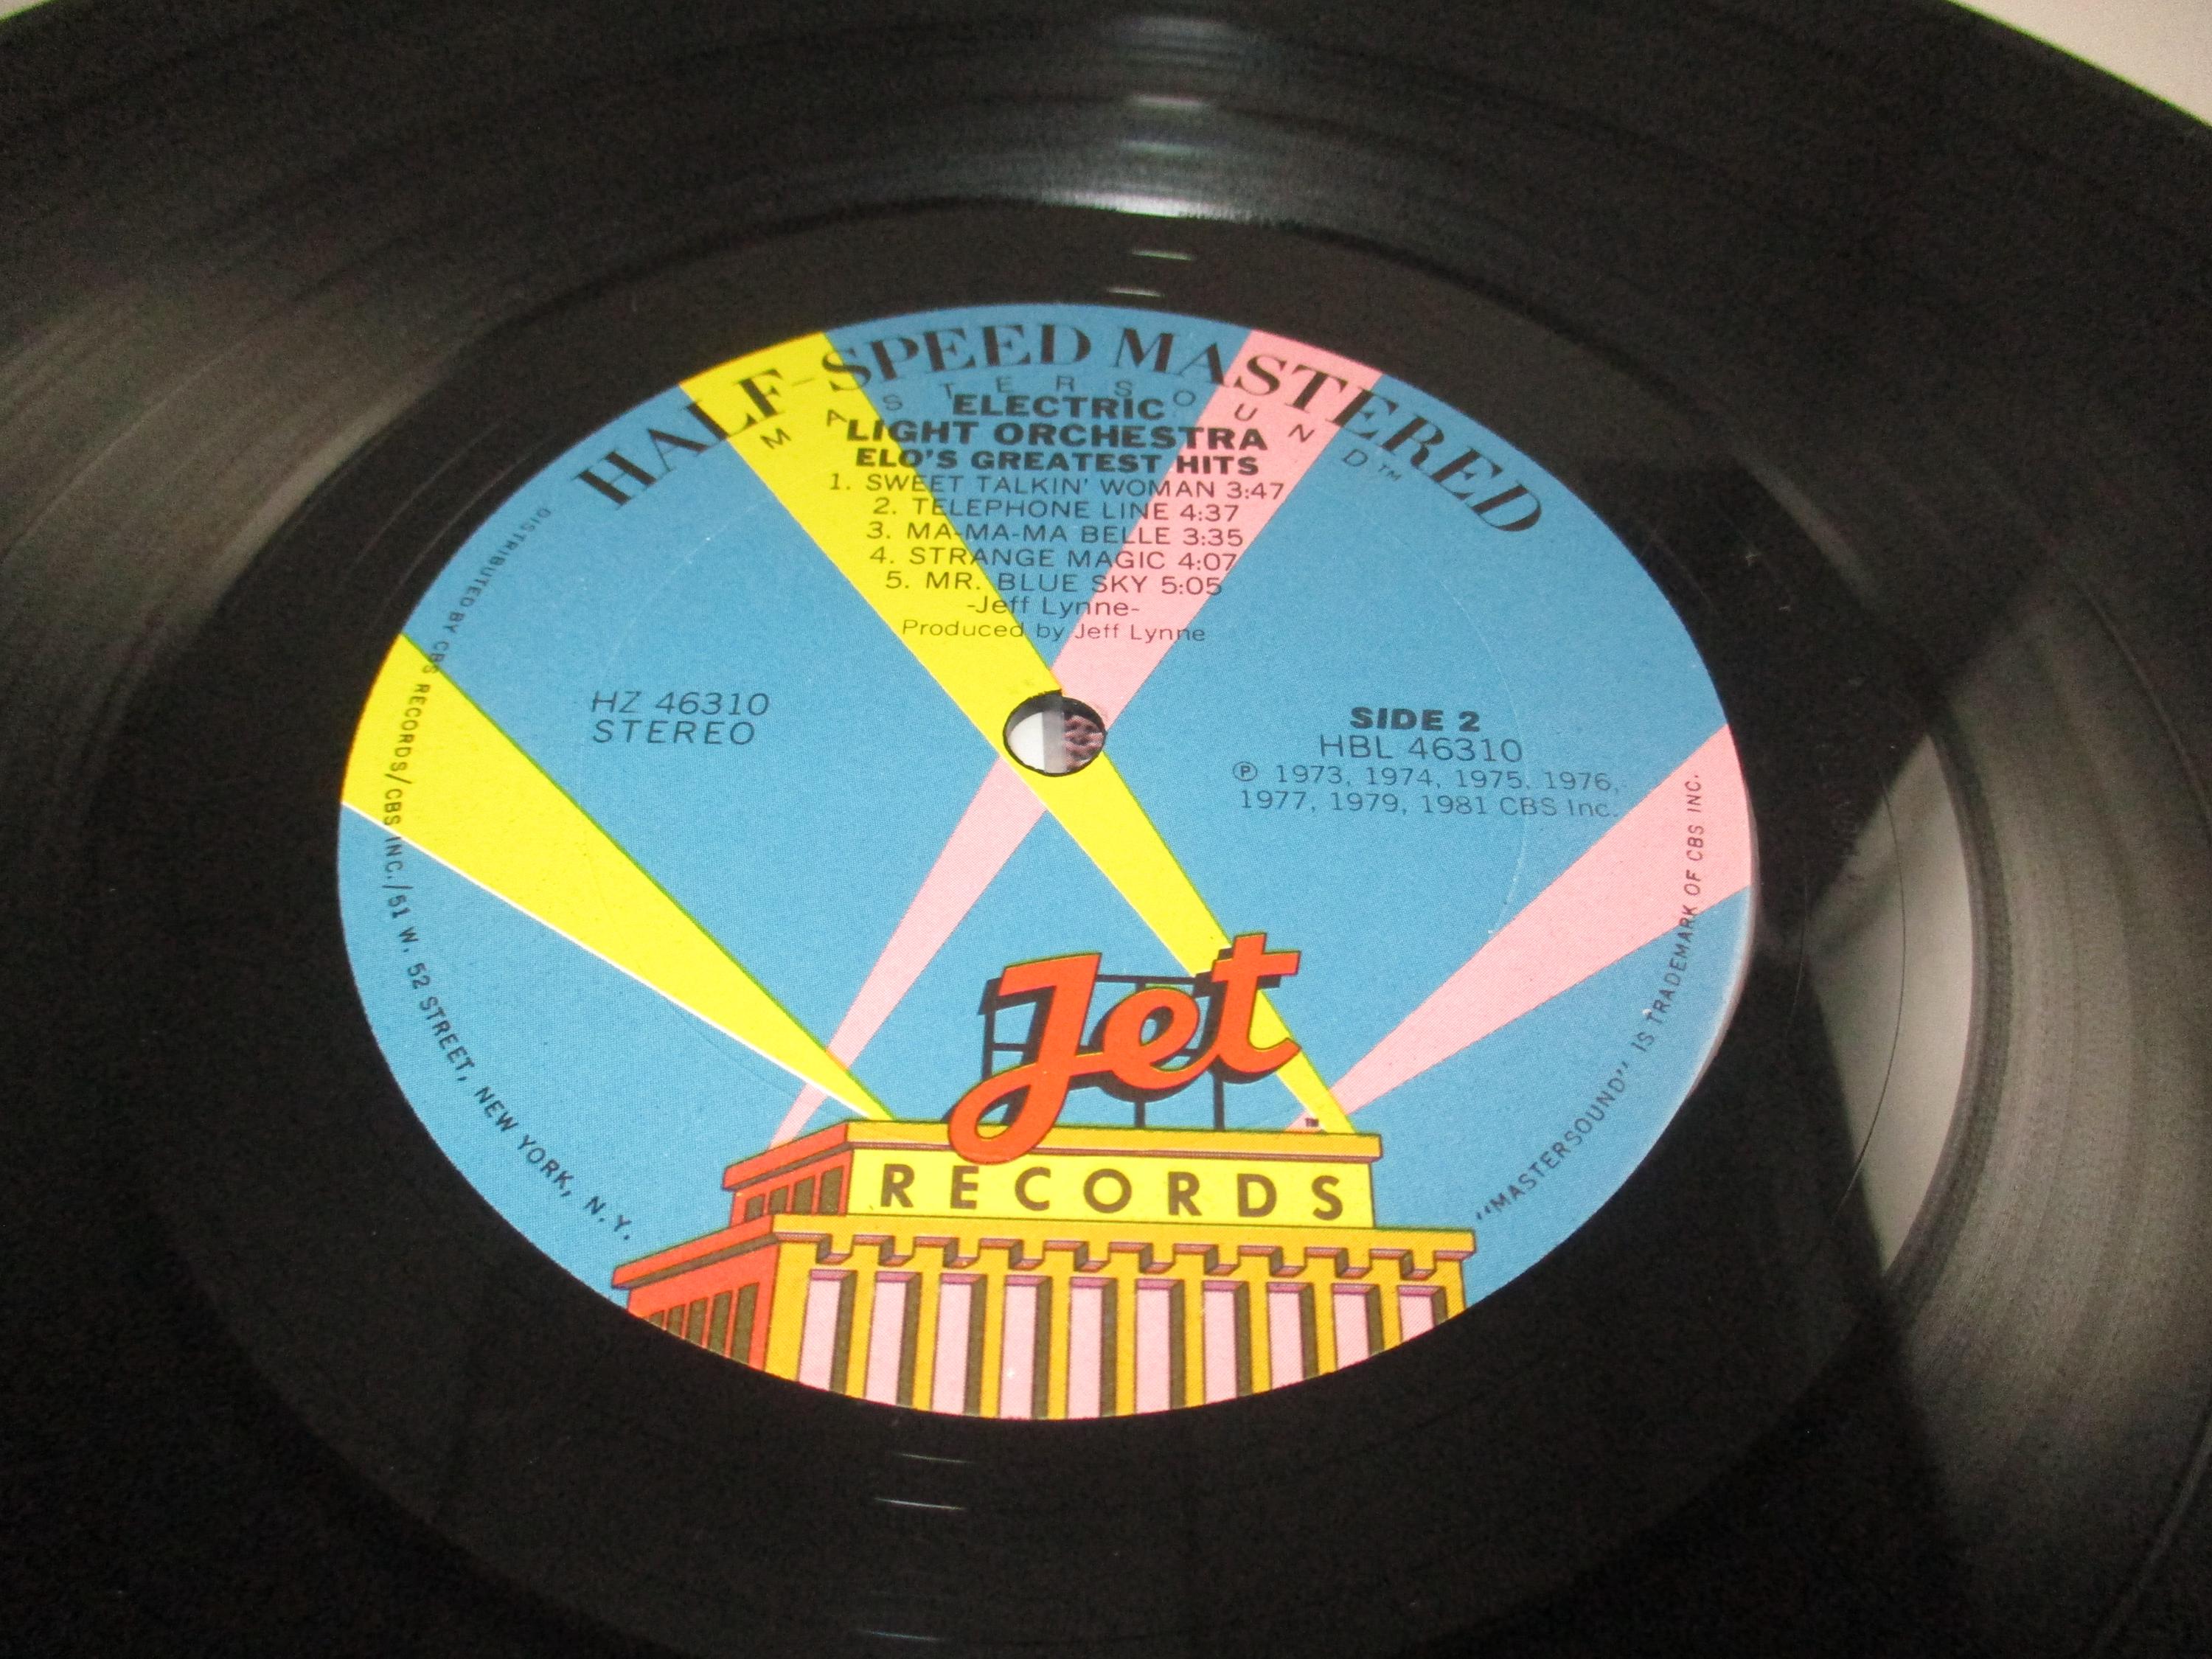 HALF-SPEED MASTERED
MASTERSOUND™
ELECTRIC
LIGHT ORCHESTRA
ELO'S GREATEST HITS
1. SWEET TALKIN' WOMAN 3:47
2. TELEPHONE LINE 4:37
3. MA-MA-MA BELLE 3:35
4. STRANGE MAGIC 4:07
5. MR. BLUE SKY 5:05
-Jeff Lynne-
Produced by Jeff Lynne
HZ 46310
STEREO
SIDE 2
HBL 46310
℗ 1973, 1974, 1975, 1976,
1977, 1979, 1981 CBS Inc.
Jet
™
RECORDS
DISTRIBUTED BY CBS RECORDS/CBS INC./51 W. 52 STREET, NEW YORK, N.Y.
"MASTERSOUND" IS TRADEMARK OF CBS INC.